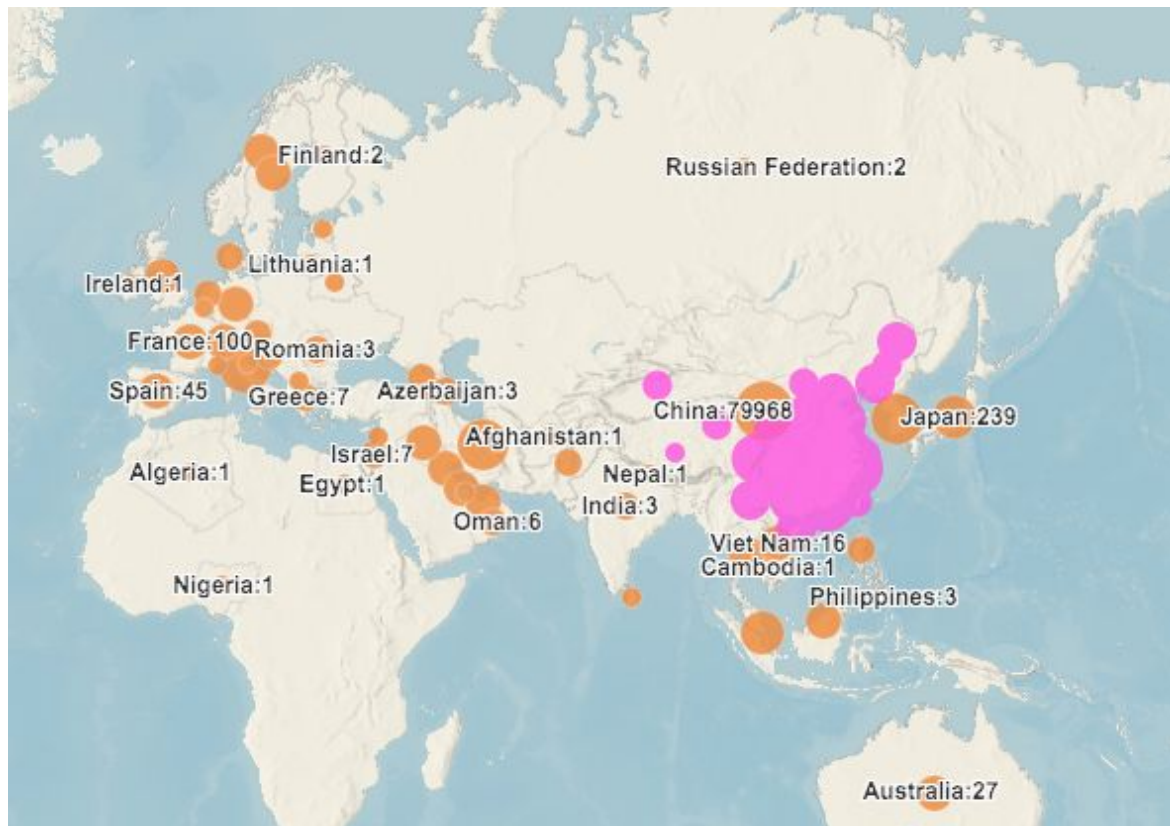 Finland:2
Russian Federation:2
Lithuania:1
Ireland:1
France:100
Romania:3
Spain:45
Greece:7
Azerbaijan:3
China:79968
Japan:239
Afghanistan:1
Israel:7
Algeria:1
Egypt:1
Nepal:1
India:3
Oman:6
Viet Nam:16
Cambodia:1
Nigeria:1
Philippines:3
Australia:27